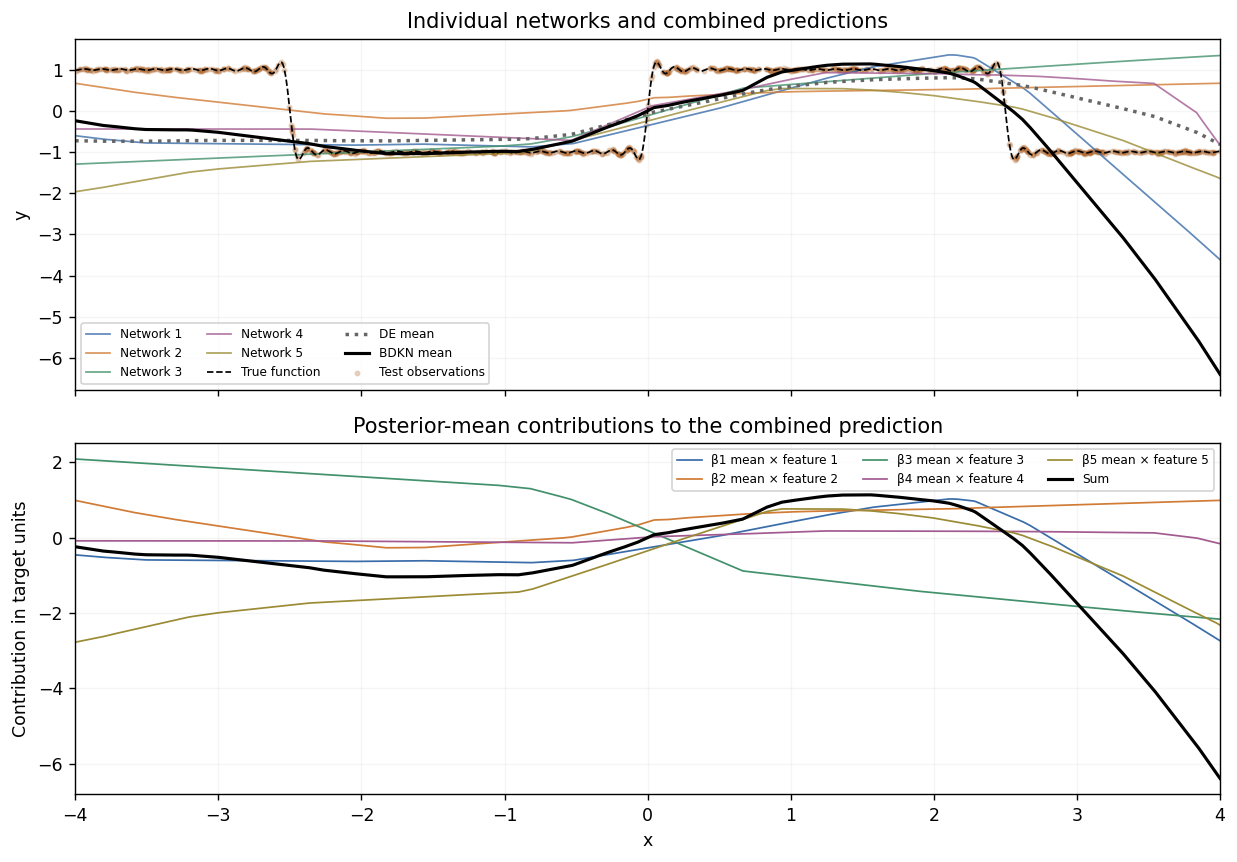 Individual networks and combined predictions
1
0
−1
−2
−3
−4
−5
−6
y
Network 1
Network 2
Network 3
Network 4
Network 5
True function
DE mean
BDKN mean
Test observations
Posterior-mean contributions to the combined prediction
2
0
−2
−4
−6
Contribution in target units
β1 mean × feature 1
β2 mean × feature 2
β3 mean × feature 3
β4 mean × feature 4
β5 mean × feature 5
Sum
−4
−3
−2
−1
0
1
2
3
4
x